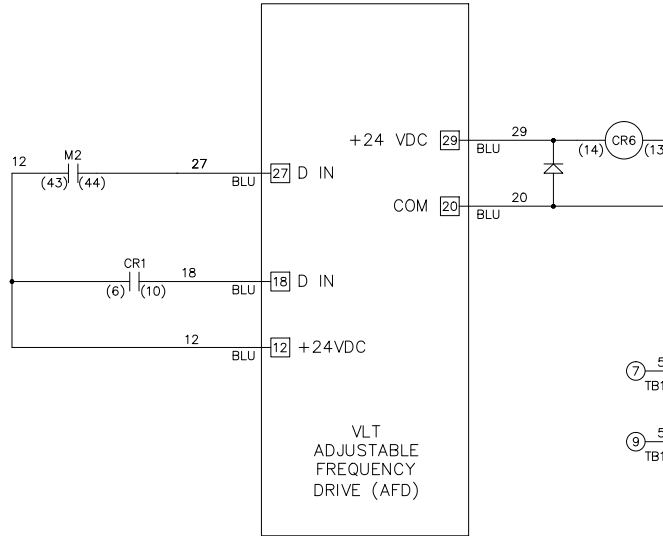 +24 VDC 29 29
BLU
(14) CR6 (13
12 M2 27
(43) (44) BLU 27 D IN
COM 20 20
BLU
CR1 18
(6) (10) BLU 18 D IN
12
BLU 12 +24VDC
7 5
TB1
9 5
TB1
VLT
ADJUSTABLE
FREQUENCY
DRIVE (AFD)